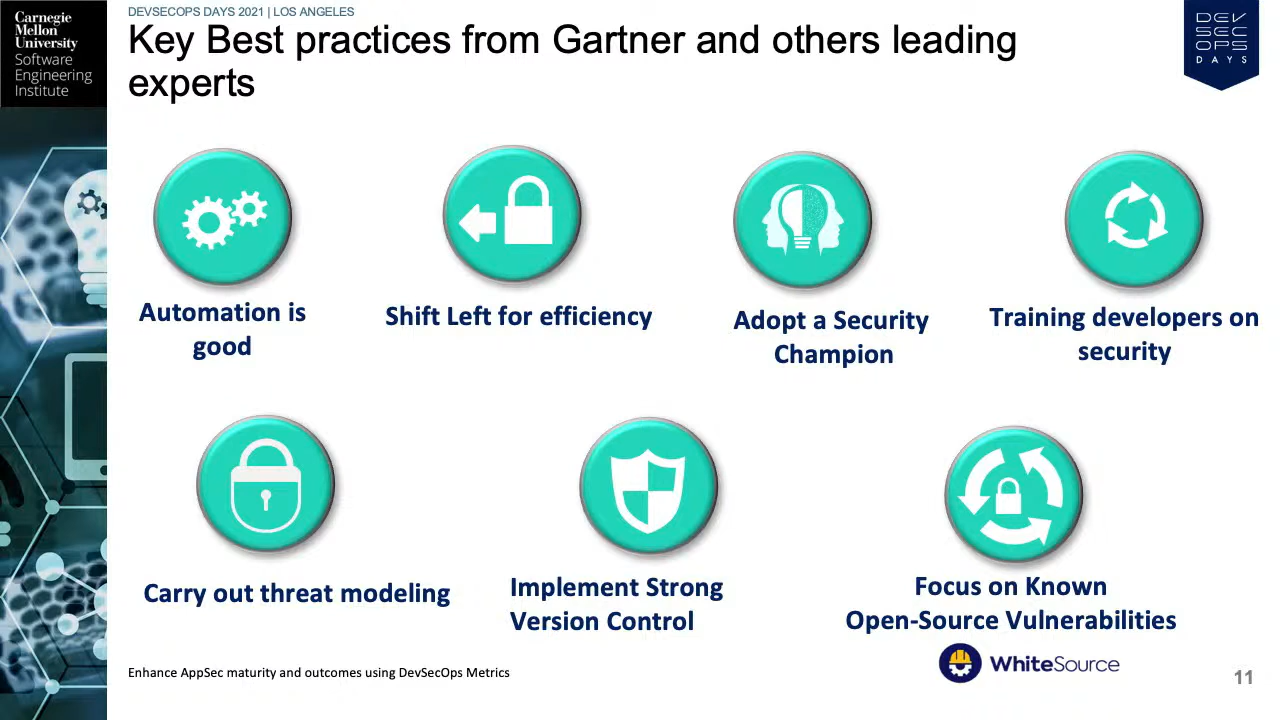 Carnegie
Mellon
University
Software
Engineering
Institute
DEVSECOPS DAYS 2021 | LOS ANGELES
Key Best practices from Gartner and others leading
experts
DEV
SEC
OPS
DAYS
Automation is
good
Shift Left for efficiency
Adopt a Security
Champion
Training developers on
security
Carry out threat modeling
Implement Strong
Version Control
Focus on Known
Open-Source Vulnerabilities
Enhance AppSec maturity and outcomes using DevSecOps Metrics
WhiteSource
11